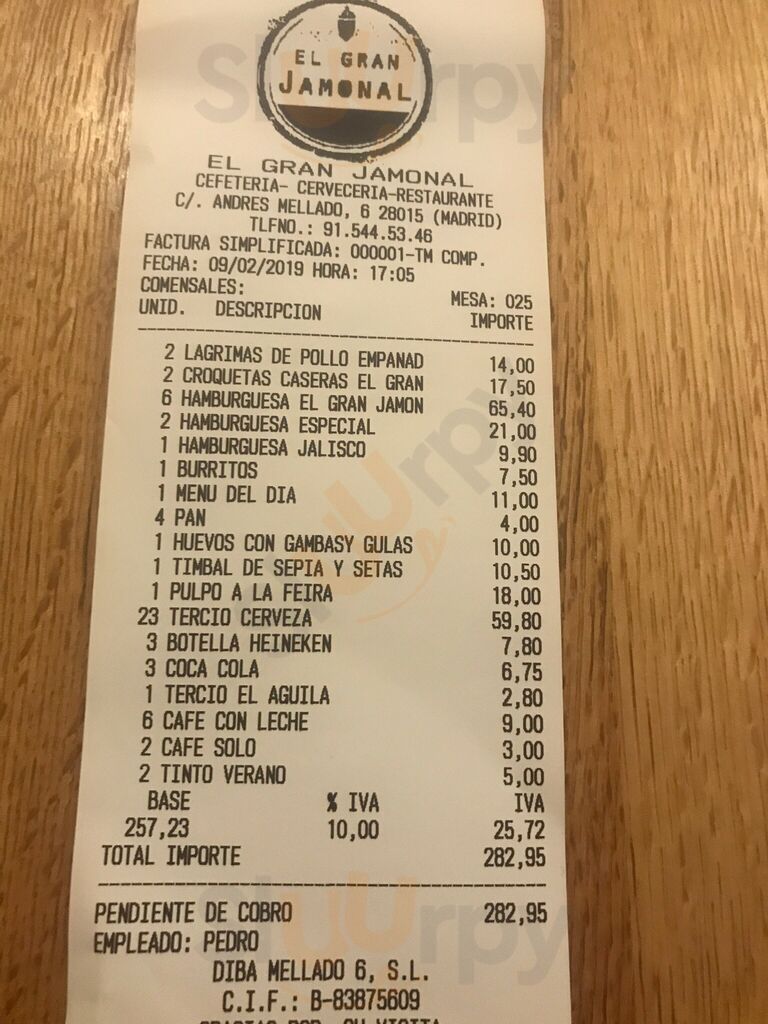 EL GRAN
JAMONAL
EL GRAN JAMONAL
CEFETERIA- CERVECERIA-RESTAURANTE
C/. ANDRES MELLADO, 6 28015 (MADRID)
TLFNO.: 91.544.53.46
FACTURA SIMPLIFICADA: 000001-TM COMP.
FECHA: 09/02/2019 HORA: 17:05
COMENSALES: MESA: 025
UNID. DESCRIPCION IMPORTE
2 LAGRIMAS DE POLLO EMPANAD 14,00
2 CROQUETAS CASERAS EL GRAN 17,50
6 HAMBURGUESA EL GRAN JAMON 65,40
2 HAMBURGUESA ESPECIAL 21,00
1 HAMBURGUESA JALISCO 9,90
1 BURRITOS 7,50
1 MENU DEL DIA 11,00
4 PAN 4,00
1 HUEVOS CON GAMBASY GULAS 10,00
1 TIMBAL DE SEPIA Y SETAS 10,50
1 PULPO A LA FEIRA 18,00
23 TERCIO CERVEZA 59,80
3 BOTELLA HEINEKEN 7,80
3 COCA COLA 6,75
1 TERCIO EL AGUILA 2,80
6 CAFE CON LECHE 9,00
2 CAFE SOLO 3,00
2 TINTO VERANO 5,00
BASE % IVA IVA
257,23 10,00 25,72
TOTAL IMPORTE 282,95
PENDIENTE DE COBRO 282,95
EMPLEADO: PEDRO
DIBA MELLADO 6, S.L.
C.I.F.: B-83875609
GRACIAS POR SU VISITA
Sluurpy
Sluurpy
Sluurpy